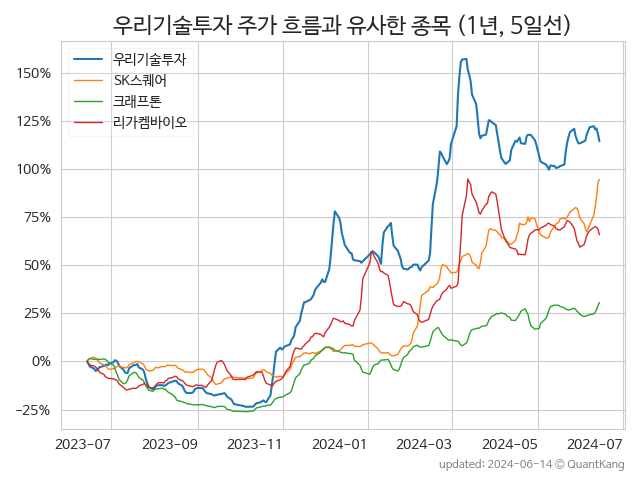 우리기술투자 주가 흐름과 유사한 종목 (1년, 5일선)
우리기술투자
SK스퀘어
크래프톤
리가켐바이오
150%
125%
100%
75%
50%
25%
0%
−25%
2023-07 2023-09 2023-11 2024-01 2024-03 2024-05 2024-07
updated: 2024-06-14 © QuantKang